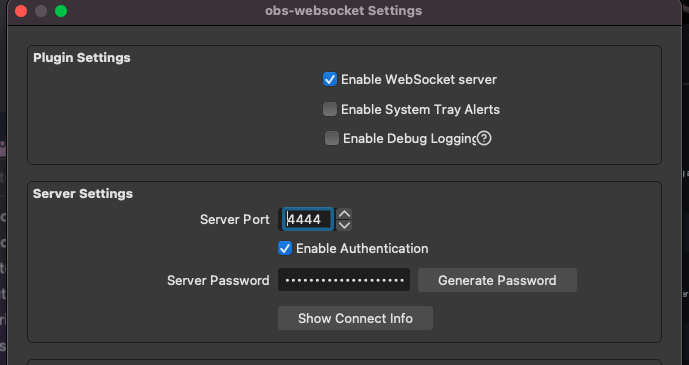 obs-websocket Settings
Plugin Settings
Enable WebSocket server
Enable System Tray Alerts
Enable Debug Logging ?
Server Settings
Server Port 4444
Enable Authentication
Server Password •••••••••••••••••••• Generate Password
Show Connect Info